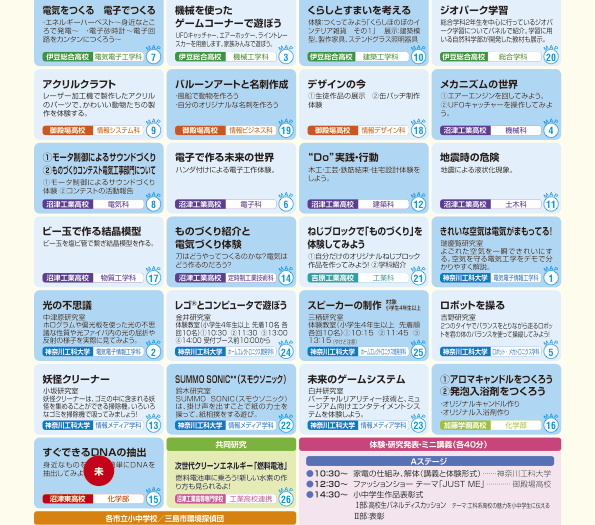 電気をつくる 電子でつくる
・エネルギーハーベスト〜身近なとこ
ろで発電〜 ・電子砂時計〜電子回
路をカンタンにつくろう〜
伊豆総合高校 電気電子工学科 7
機械を使った
ゲームコーナーで遊ぼう
UFOキャッチャー、エアーホッケー、ライントレー
スカーを用意します。家族みんなで遊ぼう。
伊豆総合高校 機械工学科 3
くらしとすまいを考える
体験:つくってみよう「くらしほのぼのイ
ンテリア雑貨 その1」 展示:建築模
型、製作家具、ステンドグラス照明器具
伊豆総合高校 建築工学科 10
ジオパーク学習
総合学科2年生を中心に行っているジオパ
ーク学習についてパネルで紹介。学習に用
いる自然科学部が開発した教材も展示。
伊豆総合高校 総合学科 20
アクリルクラフト
レーザー加工機で製作したアクリル
のパーツで、かわいい動物たちの製
作を体験する。
御殿場高校 情報システム科 9
バルーンアートと名刺作成
・風船で動物を作ろう
・自分のオリジナルな名刺を作ろう
御殿場高校 情報ビジネス科 19
デザインの今
①生徒作品の展示 ②缶バッヂ制作
体験
御殿場高校 情報デザイン科 18
メカニズムの世界
①エアーエンジンを回してみよう。
②UFOキャッチャーを操作してみよ
う。
沼津工業高校 機械科 4
①モータ制御によるサウンドづくり
②ものづくりコンテスト電気工事部門について
①モータ制御によるサウンドづくり
体験 ②コンテストの活動報告
沼津工業高校 電気科 8
電子で作る未来の世界
ハンダ付けによる電子工作体験。
沼津工業高校 電子科 6
“Do”実践・行動
木工・工芸・鉄筋結束・住宅設計体験を
しよう。
沼津工業高校 建築科 12
地震時の危険
地震による液状化現象。
沼津工業高校 土木科 11
ビー玉で作る結晶模型
ビー玉を塩ビ管で繋ぎ結晶模型を作る。
沼津工業高校 物質工学科 17
ものづくり紹介と
電気づくり体験
刀はどうやってつくるのかな?電気は
どう作るのだろう?
沼津工業高校 定時制工業技術科 14
ねじブロックで「ものづくり」を
体験してみよう
①自分だけのオリジナルねじブロック
作品を作ってみよう! ②学科紹介
吉原工業高校 工業科 21
きれいな空気は電気がまもってる!
瑞慶覧研究室
よごれた空気を一瞬できれいにす
る、空気を守る電気工学をデモで分
かりやすく解説。
神奈川工科大学 電気電子情報工学科 1
光の不思議
中津原研究室
ホログラムや偏光板を使った光の不思
議な性質や光ファイバ内の光の屈折や
反射の様子を実際に見てみよう。
神奈川工科大学 電気電子情報工学科 2
レゴ®とコンピュータで遊ぼう
金井研究室
体験教室(小学生4年生以上 先着10名 各
回10名)①10:30 ②11:30 ③13:00
④14:00 受付ブース前10:00から
神奈川工科大学 ホームエレクトロニクス開発学科 24
スピーカーの制作 対象 小学生4年生以上
三栖研究室
体験教室(小学生4年生以上 先着順
各回10名)①10:15 ②11:45 ③
13:15
神奈川工科大学 ホームエレクトロニクス開発学科 25
ロボットを操る
吉野研究室
2つのタイヤでバランスをとりながら走るロボッ
トを君の体のバランスを使って操縦してみよう!
神奈川工科大学 ロボット・メカトロニクス学科 5
妖怪クリーナー
小坂研究室
妖怪クリーナーは、ゴミの中に含まれる妖
怪を集めることができる掃除機、いろいろ
なゴミを掃除機で吸ってみましょう!
神奈川工科大学 情報メディア学科 13
SUMMO SONIC**(スモウソニック)
鈴木研究室
SUMMO SONIC(スモウソニック)
は、掛け声を出すことで紙の力士を
操って、紙相撲をする遊び。
神奈川工科大学 情報メディア学科 22
未来のゲームシステム
白井研究室
バーチャルリアリティー技術と、ミュ
ージアム向けエンタテイメントシス
テムを体験しよう。
神奈川工科大学 情報メディア学科 23
①アロマキャンドルをつくろう
②発泡入浴剤をつくろう
・オリジナルキャンドル作り
・オリジナル入浴剤作り
加藤学園高校 化学部 16
すぐできるDNAの抽出
身近なもの 単にDNAを
抽出してみよ
未
沼津東高校 化学部 15
共同研究
次世代クリーンエネルギー「燃料電池」
燃料電池車に乗ろう!新しい水素の作
り方も見られるよ!
沼津工業高等専門学校 工業高校連携 26
体験・研究発表・ミニ講義(各40分)
Aステージ
●10:30〜 家電の仕組み、解体(講義と体験形式) ……神奈川工科大学
●12:30〜 ファッションショー テーマ「JUST ME」 ………御殿場高校
●14:30〜 小中学生作品表彰式
Ⅰ部:高校生パネルディスカッション テーマ:工科系高校の魅力を小中学生に伝える
Ⅱ部:表彰
各市立小中学校／三島市環境探偵団